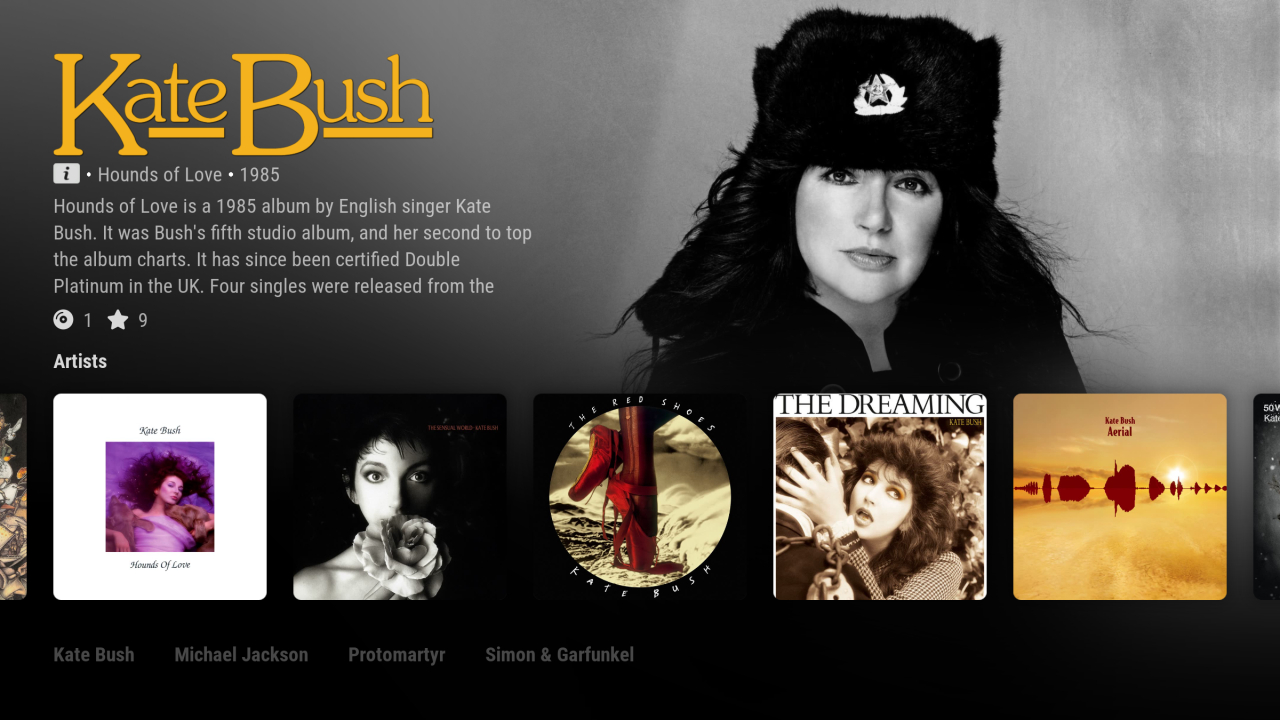 Kate Bush
i • Hounds of Love • 1985
Hounds of Love is a 1985 album by English singer Kate
Bush. It was Bush's fifth studio album, and her second to top
the album charts. It has since been certified Double
Platinum in the UK. Four singles were released from the
1 9
Artists
Kate Bush
Hounds Of Love
THE SENSUAL WORLD · KATE BUSH
THE RED SHOES
KATE BUSH
THE DREAMING
KATE BUSH
Kate Bush
Aerial
50 W
Kate
Kate Bush Michael Jackson Protomartyr Simon & Garfunkel